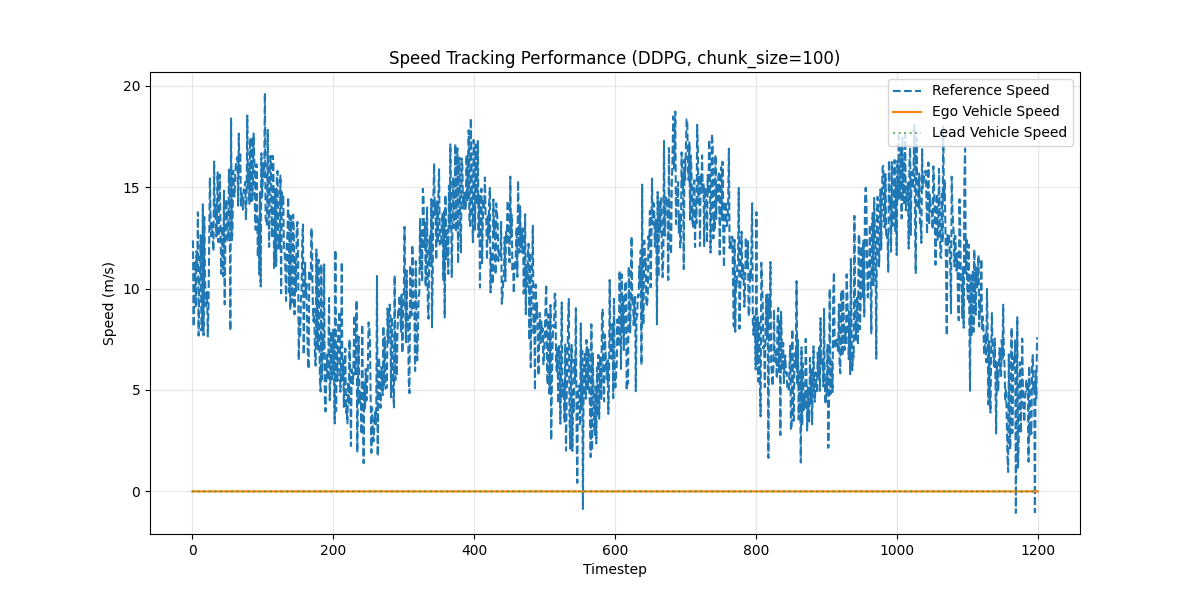 Speed Tracking Performance (DDPG, chunk_size=100)
Reference Speed
Ego Vehicle Speed
Lead Vehicle Speed
Speed (m/s)
20
15
10
5
0
0 200 400 600 800 1000 1200
Timestep